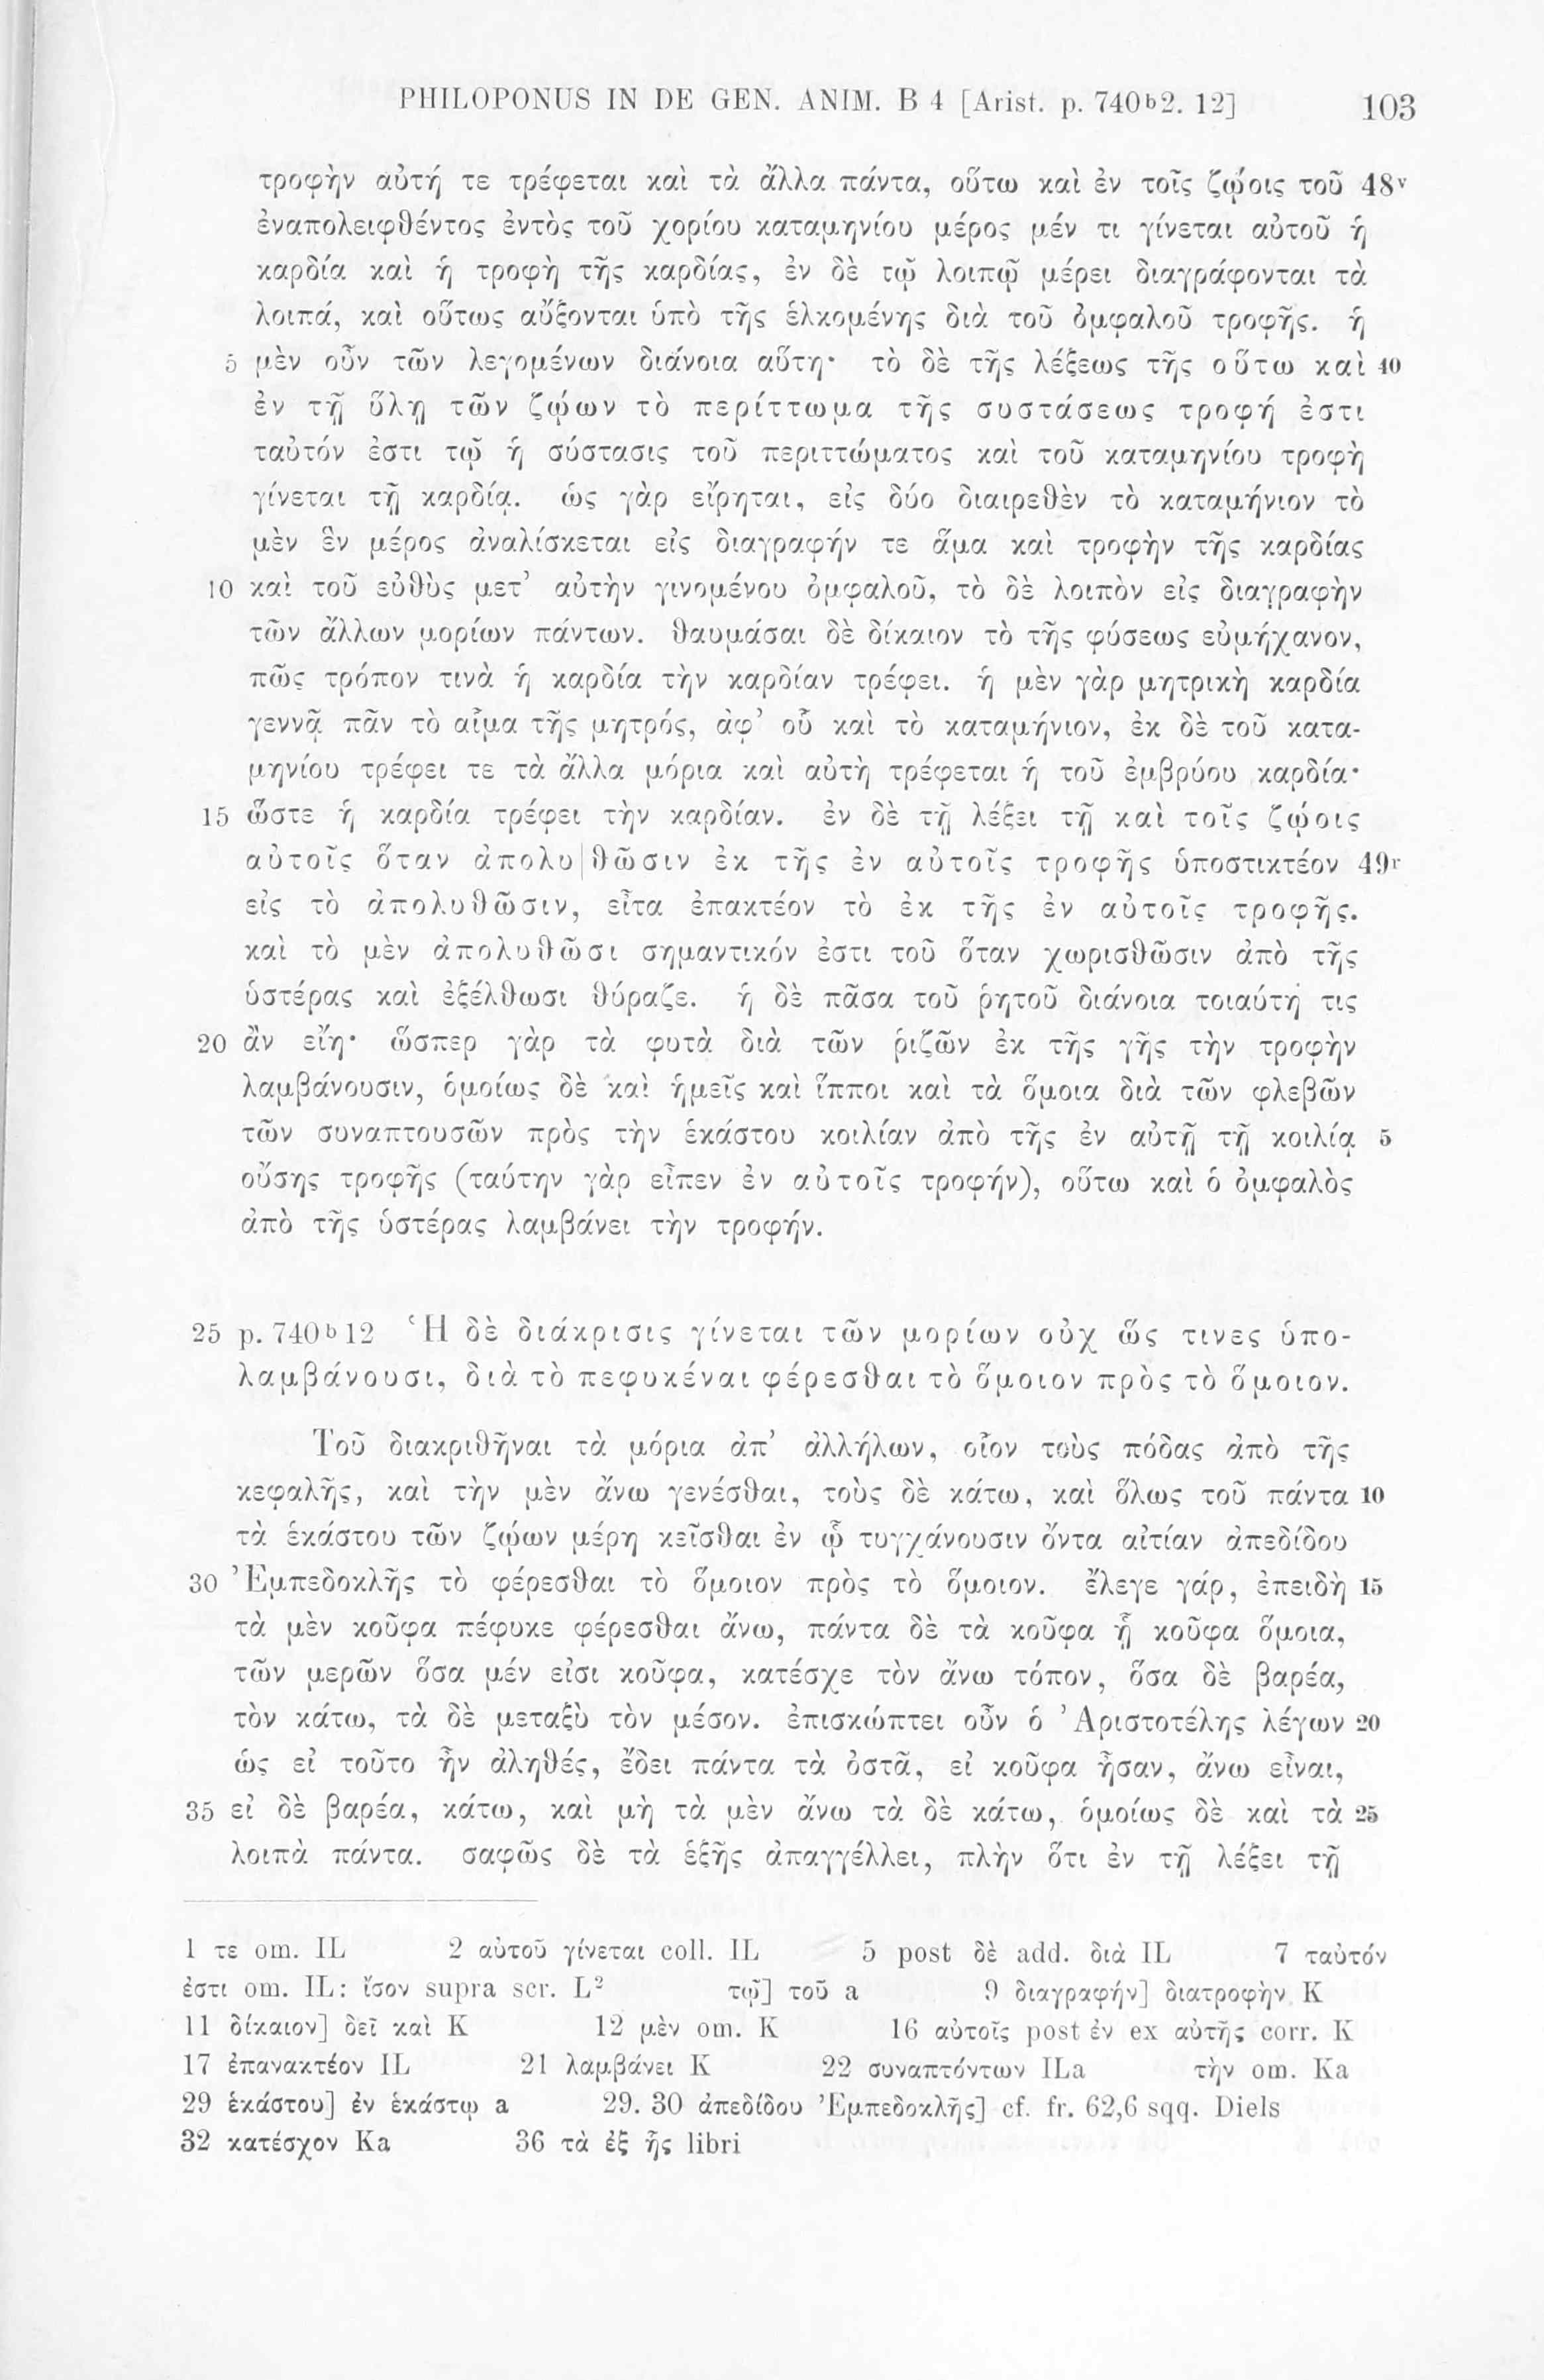 PHILOPONUS IN DE GEN. ANIM. B 4 [Arist. p. 740ᵇ2. 12] 103
τροφὴν αὐτή τε τρέφεται καὶ τὰ ἄλλα πάντα, οὕτω καὶ ἐν τοῖς ζῴοις τοῦ 48ᵛ
ἐναπολειφθέντος ἐντὸς τοῦ χορίου καταμηνίου μέρος μέν τι γίνεται αὐτοῦ ἡ
καρδία καὶ ἡ τροφὴ τῆς καρδίας, ἐν δὲ τῷ λοιπῷ μέρει διαγράφονται τὰ
λοιπά, καὶ οὕτως αὔξονται ὑπὸ τῆς ἑλκομένης διὰ τοῦ ὀμφαλοῦ τροφῆς. ἡ
5 μὲν οὖν τῶν λεγομένων διάνοια αὕτη· τὸ δὲ τῆς λέξεως τῆς οὕτω καὶ 40
ἐν τῇ ὕλῃ τῶν ζῴων τὸ περίττωμα τῆς συστάσεως τροφή ἐστι
ταὐτόν ἐστι τῷ ἡ σύστασις τοῦ περιττώματος καὶ τοῦ καταμηνίου τροφὴ
γίνεται τῇ καρδίᾳ. ὡς γὰρ εἴρηται, εἰς δύο διαιρεθὲν τὸ καταμήνιον τὸ
μὲν ἓν μέρος ἀναλίσκεται εἰς διαγραφήν τε ἅμα καὶ τροφὴν τῆς καρδίας
10 καὶ τοῦ εὐθὺς μετ’ αὐτὴν γινομένου ὀμφαλοῦ, τὸ δὲ λοιπὸν εἰς διαγραφὴν
τῶν ἄλλων μορίων πάντων. θαυμάσαι δὲ δίκαιον τὸ τῆς φύσεως εὐμήχανον,
πῶς τρόπον τινὰ ἡ καρδία τὴν καρδίαν τρέφει. ἡ μὲν γὰρ μητρικὴ καρδία
γεννᾷ πᾶν τὸ αἷμα τῆς μητρός, ἀφ’ οὗ καὶ τὸ καταμήνιον, ἐκ δὲ τοῦ κατα-
μηνίου τρέφει τε τὰ ἄλλα μόρια καὶ αὐτὴ τρέφεται ἡ τοῦ ἐμβρύου καρδία·
15 ὥστε ἡ καρδία τρέφει τὴν καρδίαν. ἐν δὲ τῇ λέξει τῇ καὶ τοῖς ζῴοις
αὐτοῖς ὅταν ἀπολυ|θῶσιν ἐκ τῆς ἐν αὐτοῖς τροφῆς ὑποστικτέον 49ʳ
εἰς τὸ ἀπολυθῶσιν, εἶτα ἐπακτέον τὸ ἐκ τῆς ἐν αὐτοῖς τροφῆς.
καὶ τὸ μὲν ἀπολυθῶσι σημαντικόν ἐστι τοῦ ὅταν χωρισθῶσιν ἀπὸ τῆς
ὑστέρας καὶ ἐξέλθωσι θύραζε. ἡ δὲ πᾶσα τοῦ ῥητοῦ διάνοια τοιαύτη τις
20 ἂν εἴη· ὥσπερ γὰρ τὰ φυτὰ διὰ τῶν ῥιζῶν ἐκ τῆς γῆς τὴν τροφὴν
λαμβάνουσιν, ὁμοίως δὲ καὶ ἡμεῖς καὶ ἵπποι καὶ τὰ ὅμοια διὰ τῶν φλεβῶν
τῶν συναπτουσῶν πρὸς τὴν ἑκάστου κοιλίαν ἀπὸ τῆς ἐν αὐτῇ τῇ κοιλίᾳ 5
οὔσης τροφῆς (ταύτην γὰρ εἶπεν ἐν αὐτοῖς τροφήν), οὕτω καὶ ὁ ὀμφαλὸς
ἀπὸ τῆς ὑστέρας λαμβάνει τὴν τροφήν.
25 p. 740ᵇ12 Ἡ δὲ διάκρισις γίνεται τῶν μορίων οὐχ ὥς τινες ὑπο-
λαμβάνουσι, διὰ τὸ πεφυκέναι φέρεσθαι τὸ ὅμοιον πρὸς τὸ ὅμοιον.
Τοῦ διακριθῆναι τὰ μόρια ἀπ’ ἀλλήλων, οἷον τοὺς πόδας ἀπὸ τῆς
κεφαλῆς, καὶ τὴν μὲν ἄνω γενέσθαι, τοὺς δὲ κάτω, καὶ ὅλως τοῦ πάντα 10
τὰ ἑκάστου τῶν ζῴων μέρη κεῖσθαι ἐν ᾧ τυγχάνουσιν ὄντα αἰτίαν ἀπεδίδου
30 Ἐμπεδοκλῆς τὸ φέρεσθαι τὸ ὅμοιον πρὸς τὸ ὅμοιον. ἔλεγε γάρ, ἐπειδὴ 15
τὰ μὲν κοῦφα πέφυκε φέρεσθαι ἄνω, πάντα δὲ τὰ κοῦφα ᾗ κοῦφα ὅμοια,
τῶν μερῶν ὅσα μέν εἰσι κοῦφα, κατέσχε τὸν ἄνω τόπον, ὅσα δὲ βαρέα,
τὸν κάτω, τὰ δὲ μεταξὺ τὸν μέσον. ἐπισκώπτει οὖν ὁ Ἀριστοτέλης λέγων 20
ὡς εἰ τοῦτο ἦν ἀληθές, ἔδει πάντα τὰ ὀστᾶ, εἰ κοῦφα ἦσαν, ἄνω εἶναι,
35 εἰ δὲ βαρέα, κάτω, καὶ μὴ τὰ μὲν ἄνω τὰ δὲ κάτω, ὁμοίως δὲ καὶ τὰ 25
λοιπὰ πάντα. σαφῶς δὲ τὰ ἑξῆς ἀπαγγέλλει, πλὴν ὅτι ἐν τῇ λέξει τῇ
1 τε om. IL 2 αὐτοῦ γίνεται coll. IL 5 post δὲ add. διὰ IL 7 ταὐτόν
ἐστι om. IL: ἴσον supra scr. L² τῷ] τοῦ a 9 διαγραφήν] διατροφὴν K
11 δίκαιον] δεῖ καὶ K 12 μὲν om. K 16 αὐτοῖς post ἐν ex αὐτῆς corr. K
17 ἐπανακτέον IL 21 λαμβάνει K 22 συναπτόντων ILa τὴν om. Ka
29 ἑκάστου] ἐν ἑκάστῳ a 29. 30 ἀπεδίδου Ἐμπεδοκλῆς] cf. fr. 62,6 sqq. Diels
32 κατέσχον Ka 36 τὰ ἐξ ἧς libri